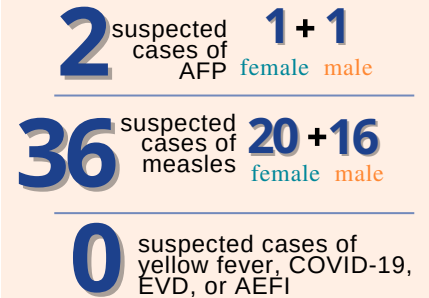 2 suspected cases of AFP 1 + 1
female male
36 suspected cases of measles 20 + 16
female male
0 suspected cases of
yellow fever, COVID-19,
EVD, or AEFI